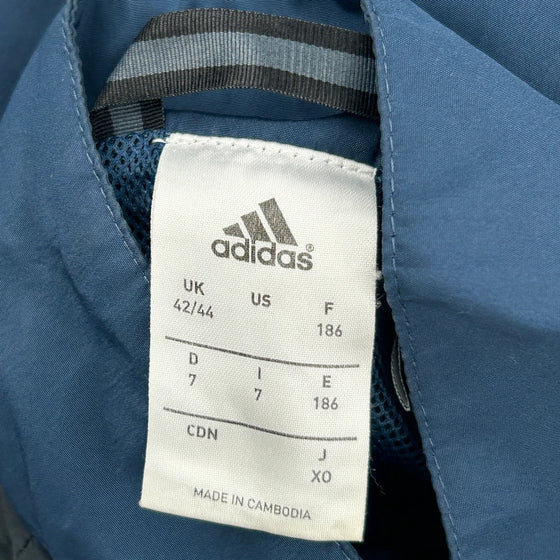 adidas®
UK US F
42/44 186
D I E
7 7 186
CDN J
XO
MADE IN CAMBODIA